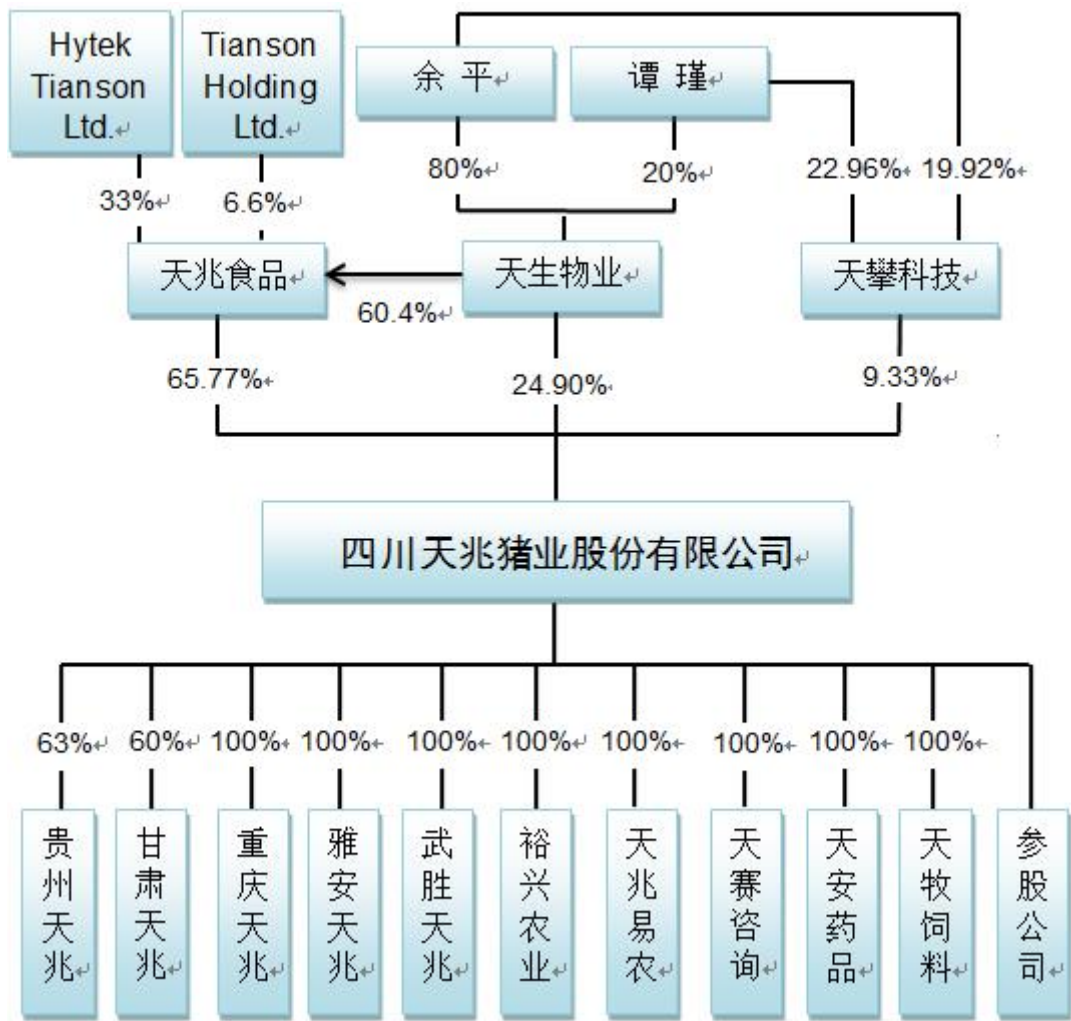 Hytek
Tianson
Ltd.
Tianson
Holding
Ltd.
余 平
谭 瑾
33%
6.6%
80%
20%
22.96%
19.92%
天兆食品
天生物业
天攀科技
60.4%
65.77%
24.90%
9.33%
四川天兆猪业股份有限公司
63%
60%
100%
100%
100%
100%
100%
100%
100%
100%
贵州天兆
甘肃天兆
重庆天兆
雅安天兆
武胜天兆
裕兴农业
天兆易农
天赛咨询
天安药品
天牧饲料
参股公司